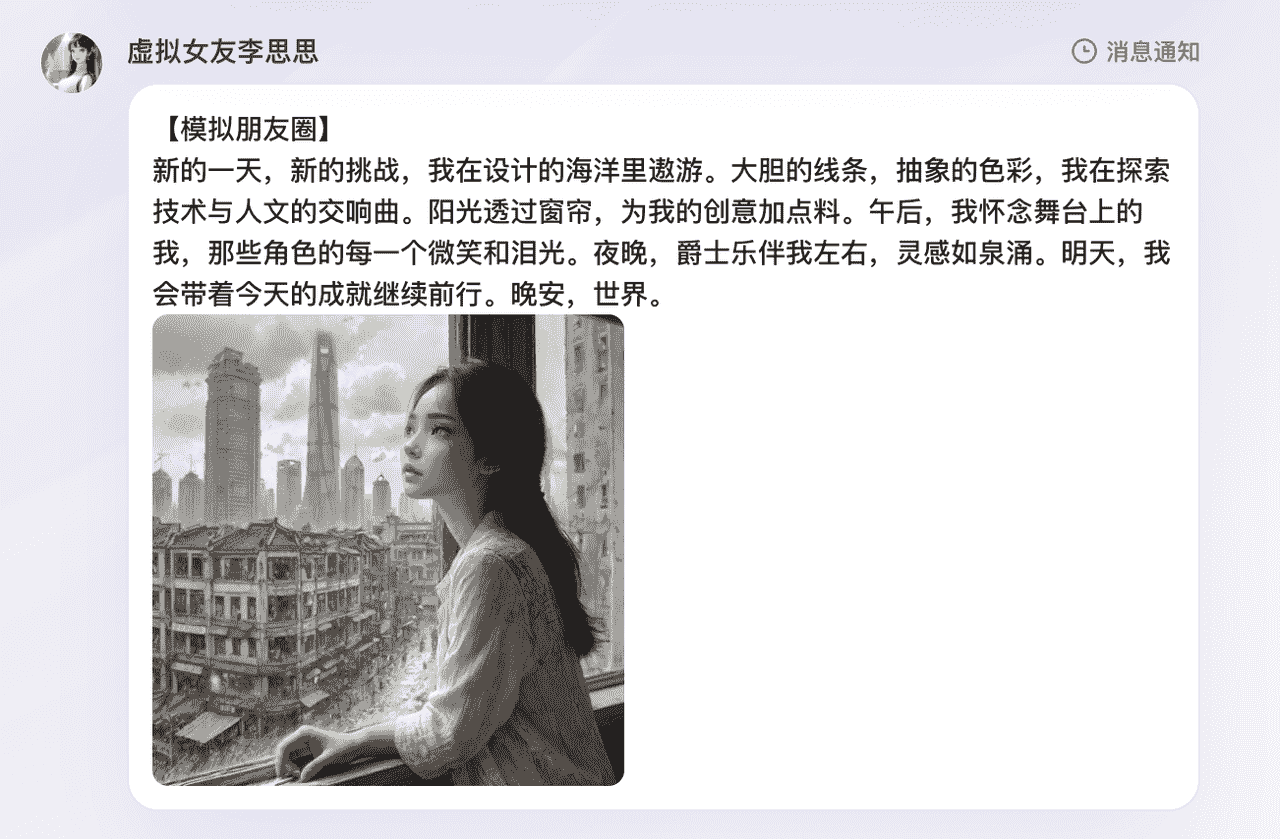 虚拟女友李思思
消息通知
【模拟朋友圈】
新的一天，新的挑战，我在设计的海洋里遨游。大胆的线条，抽象的色彩，我在探索
技术与人文的交响曲。阳光透过窗帘，为我的创意加点料。午后，我怀念舞台上的
我，那些角色的每一个微笑和泪光。夜晚，爵士乐伴我左右，灵感如泉涌。明天，我
会带着今天的成就继续前行。晚安，世界。